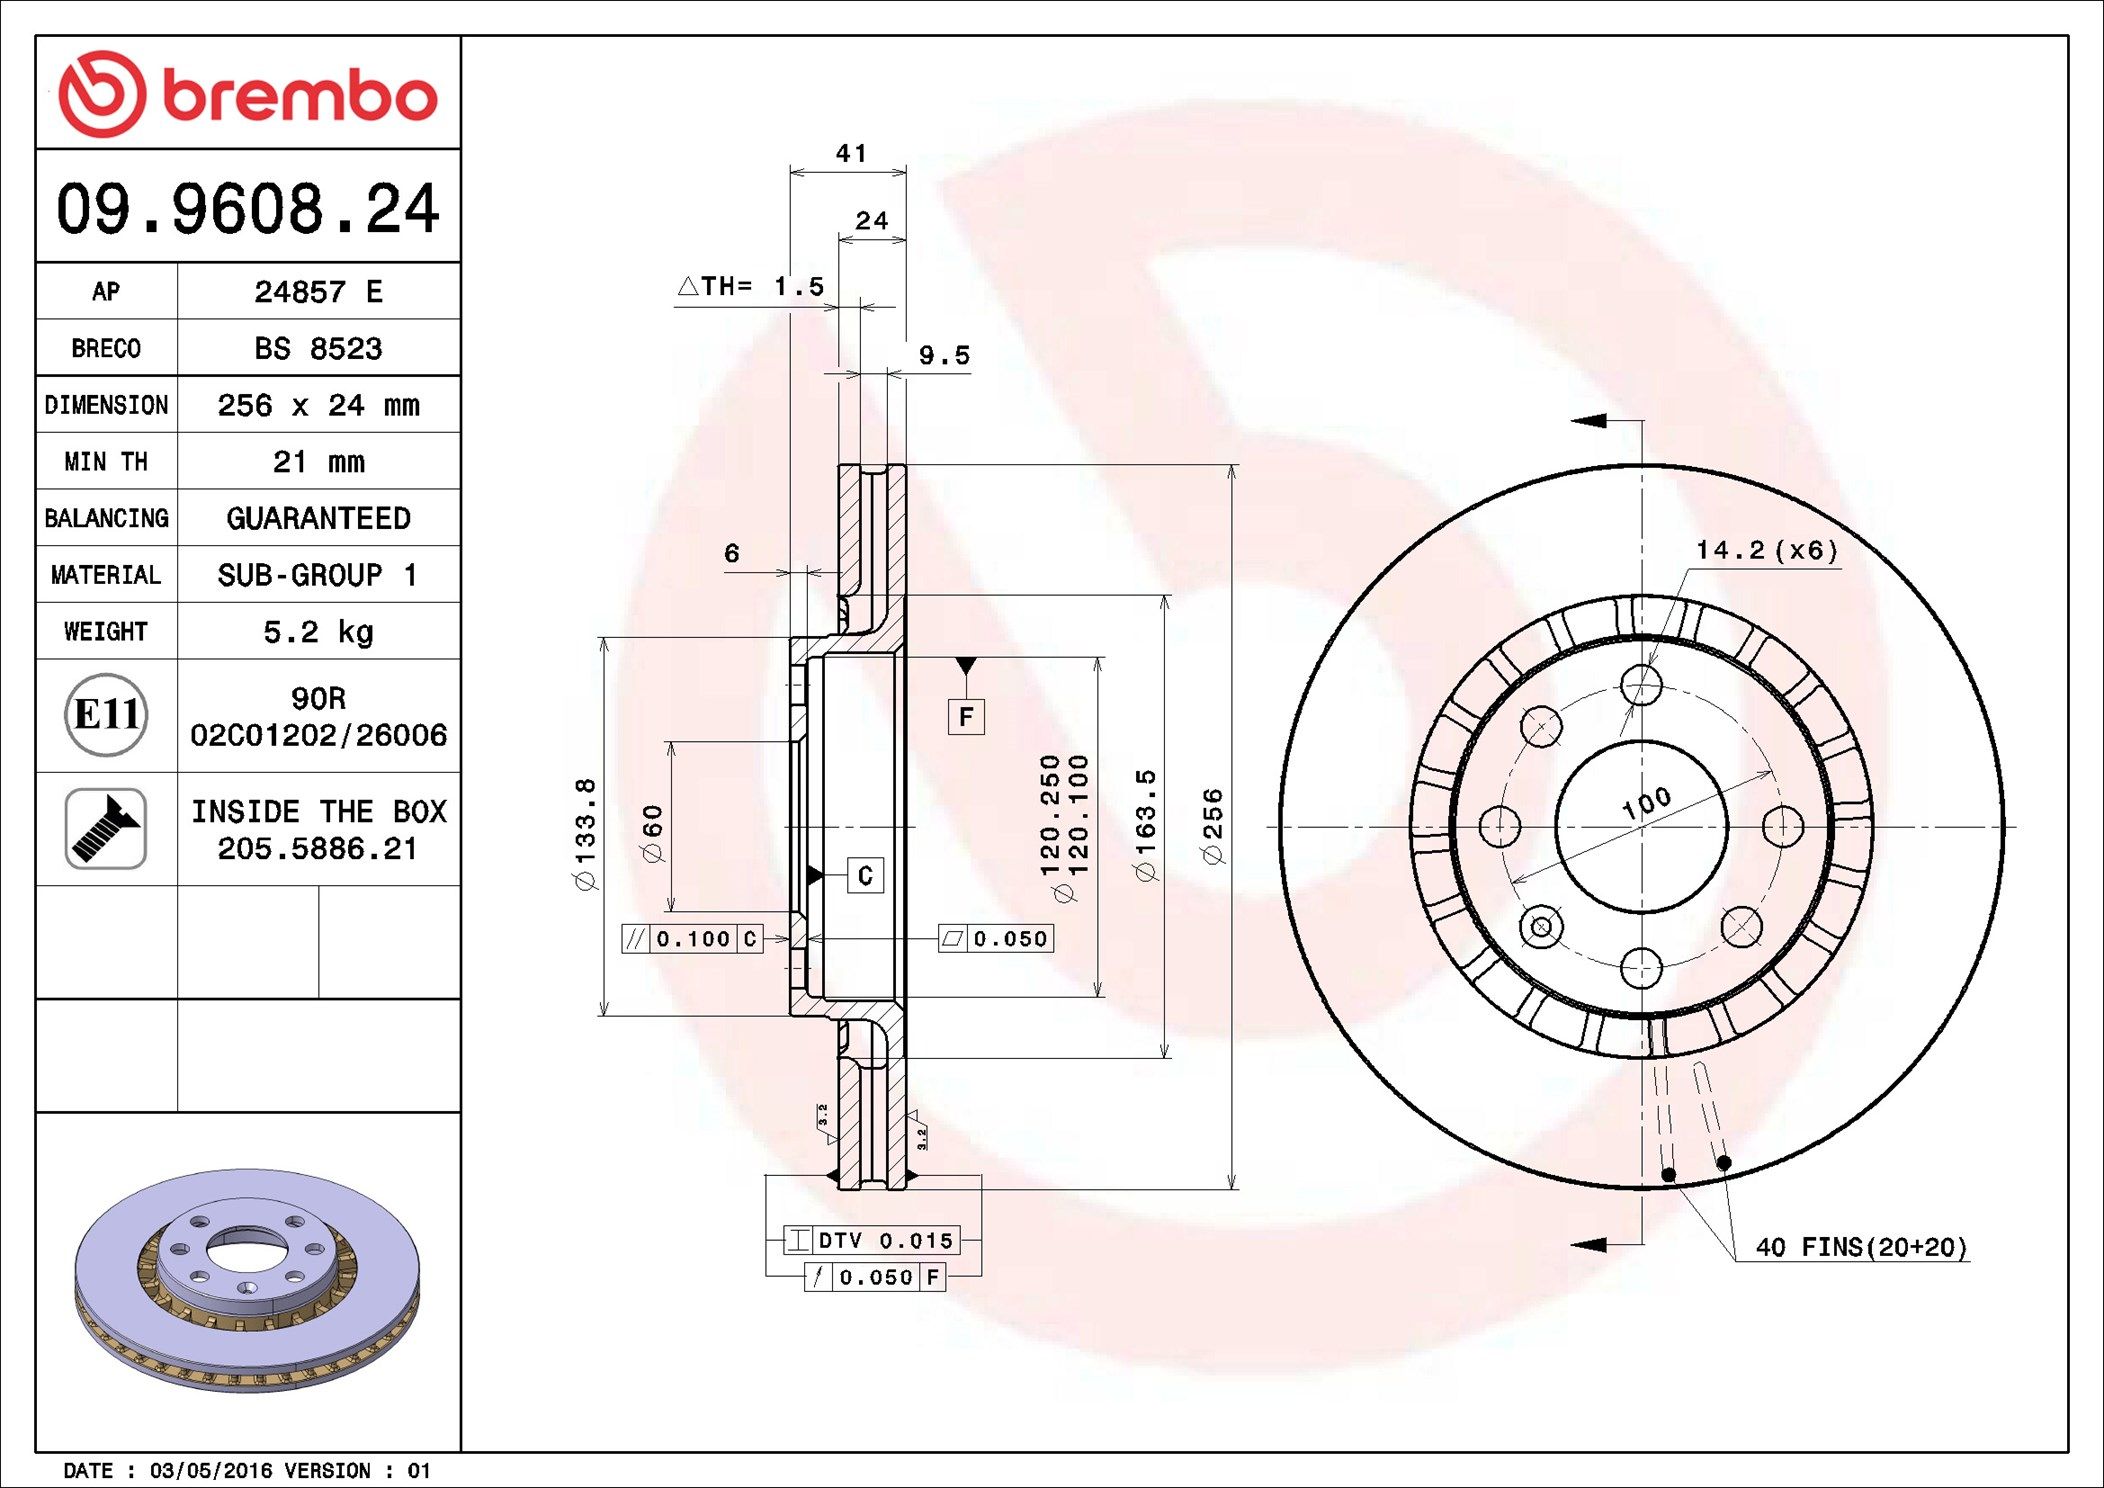 brembo
09.9608.24
AP 24857 E
BRECO BS 8523
DIMENSION 256 x 24 mm
MIN TH 21 mm
BALANCING GUARANTEED
MATERIAL SUB-GROUP 1
WEIGHT 5.2 kg
E11 90R
02C01202/26006
INSIDE THE BOX
205.5886.21
DATE : 03/05/2016 VERSION : 01
41
24
△TH= 1.5
9.5
6
F
Ø133.8
Ø60
C
Ø 120.250
120.100
Ø163.5
Ø256
// 0.100 C
⏥ 0.050
3.2
3.2
DTV 0.015
0.050 F
14.2(x6)
100
40 FINS(20+20)